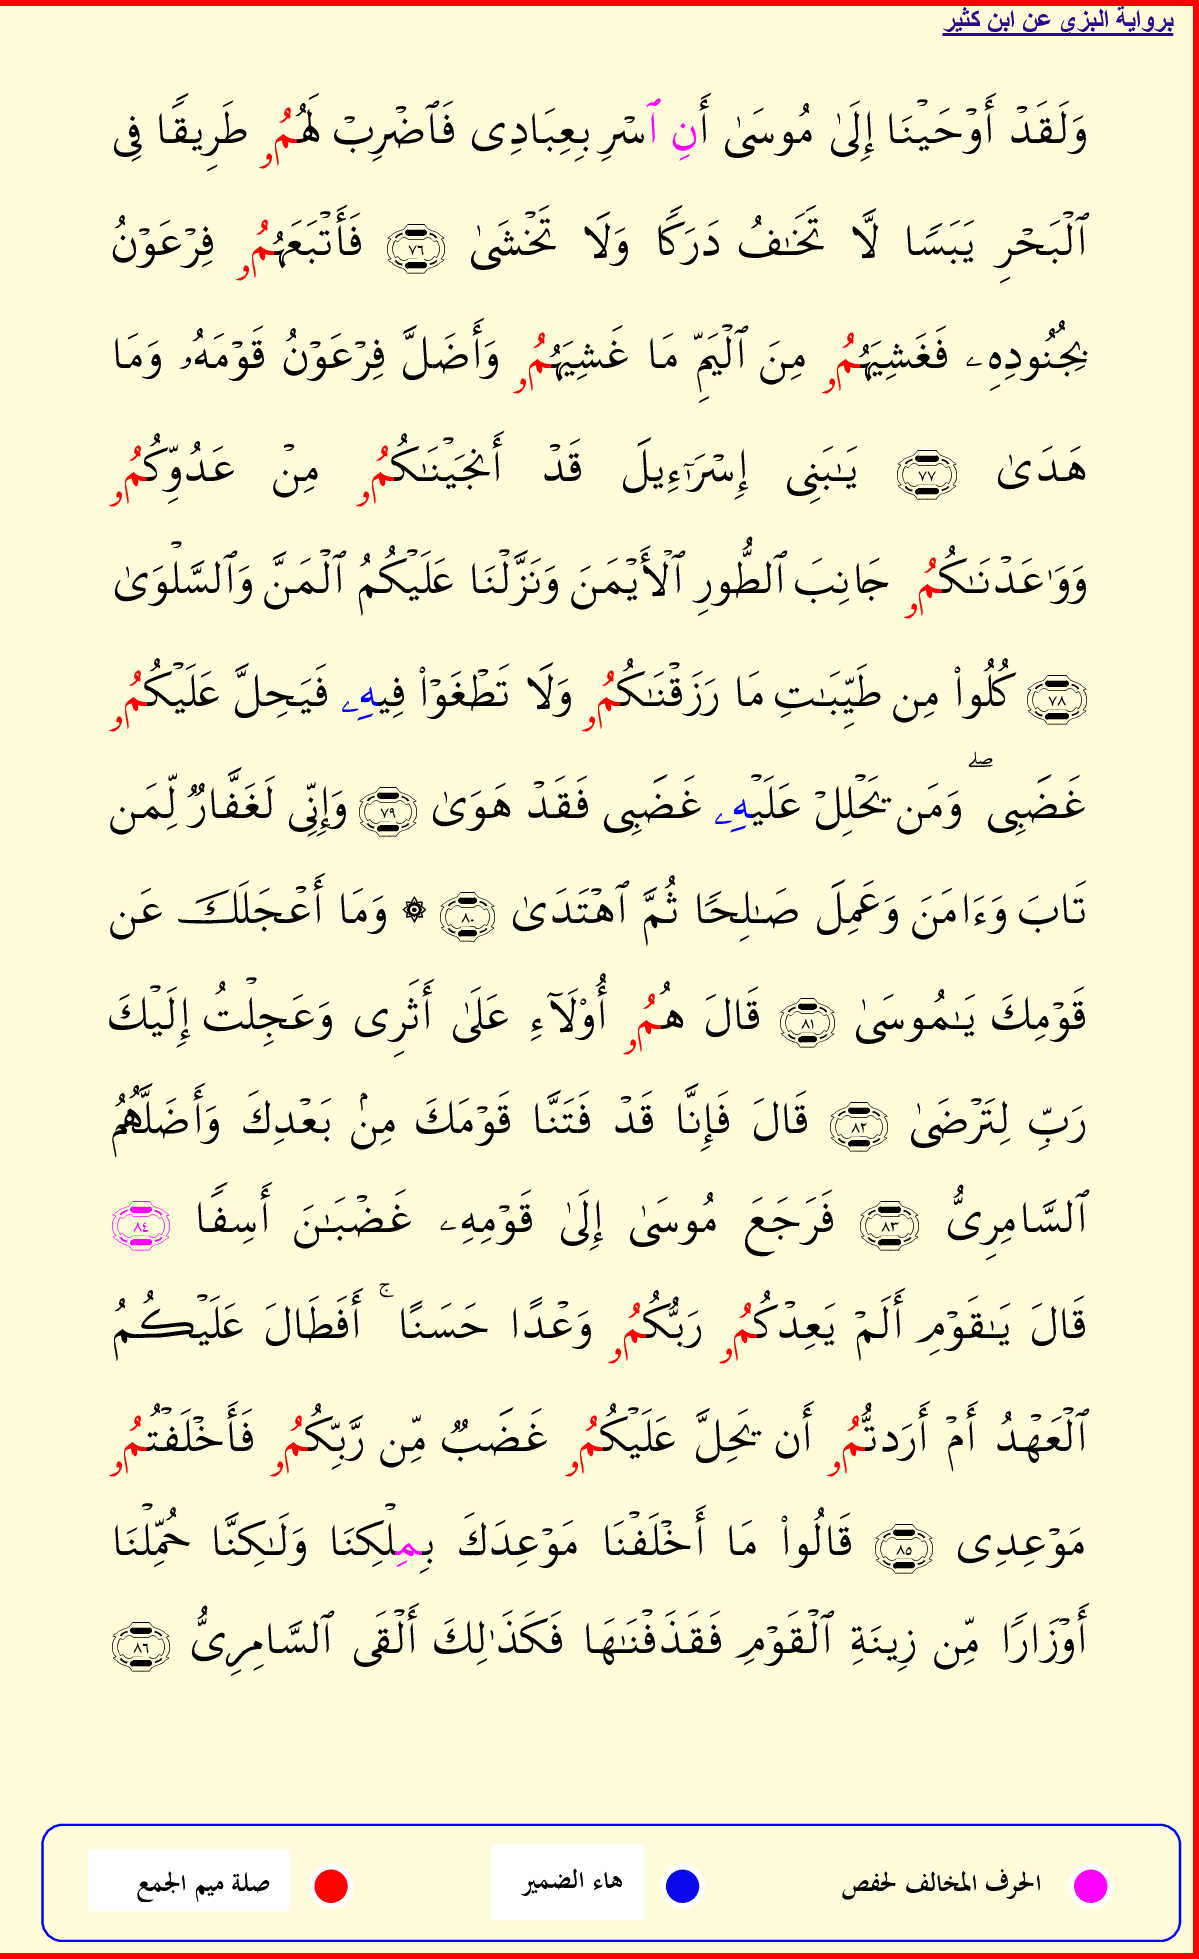 برواية البزي عن ابن كثير
وَلَقَدۡ أَوۡحَيۡنَا إِلَىٰ مُوسَىٰ أَنِ ٱسۡرِ بِعِبَادِى فَٱضۡرِبۡ لَهُمُۥ طَرِيقًا فِى
ٱلۡبَحۡرِ يَبَسًا لَّا تَخَٰفُ دَرَكًا وَلَا تَخۡشَىٰ ٧٦ فَأَتۡبَعَهُمُۥ فِرۡعَوۡنُ
بِجُنُودِهِۦ فَغَشِيَهُمُۥ مِنَ ٱلۡيَمِّ مَا غَشِيَهُمُۥ وَأَضَلَّ فِرۡعَوۡنُ قَوۡمَهُۥ وَمَا
هَدَىٰ ٧٧ يَٰبَنِى إِسۡرَٰٓءِيلَ قَدۡ أَنجَيۡنَٰكُمُۥ مِنۡ عَدُوِّكُمُۥ
وَوَٰعَدۡنَٰكُمُۥ جَانِبَ ٱلطُّورِ ٱلۡأَيۡمَنَ وَنَزَّلۡنَا عَلَيۡكُمُ ٱلۡمَنَّ وَٱلسَّلۡوَىٰ
٧٨ كُلُواْ مِن طَيِّبَٰتِ مَا رَزَقۡنَٰكُمُۥ وَلَا تَطۡغَوۡاْ فِيهِۦ فَيَحِلَّ عَلَيۡكُمُۥ
غَضَبِى ۖ وَمَن يَحۡلِلۡ عَلَيۡهِۦ غَضَبِى فَقَدۡ هَوَىٰ ٧٩ وَإِنِّى لَغَفَّارٌ لِّمَن
تَابَ وَءَامَنَ وَعَمِلَ صَٰلِحًا ثُمَّ ٱهۡتَدَىٰ ٨٠ ۞ وَمَا أَعۡجَلَكَ عَن
قَوۡمِكَ يَٰمُوسَىٰ ٨١ قَالَ هُمُۥ أُوْلَآءِ عَلَىٰ أَثَرِى وَعَجِلۡتُ إِلَيۡكَ
رَبِّ لِتَرۡضَىٰ ٨٢ قَالَ فَإِنَّا قَدۡ فَتَنَّا قَوۡمَكَ مِنۢ بَعۡدِكَ وَأَضَلَّهُمُ
ٱلسَّامِرِىُّ ٨٣ فَرَجَعَ مُوسَىٰ إِلَىٰ قَوۡمِهِۦ غَضۡبَٰنَ أَسِفًا ٨٤
قَالَ يَٰقَوۡمِ أَلَمۡ يَعِدۡكُمُۥ رَبُّكُمُۥ وَعۡدًا حَسَنًا ۚ أَفَطَالَ عَلَيۡكُمُ
ٱلۡعَهۡدُ أَمۡ أَرَدتُّمُۥ أَن يَحِلَّ عَلَيۡكُمُۥ غَضَبٌ مِّن رَّبِّكُمُۥ فَأَخۡلَفۡتُمُۥ
مَوۡعِدِى ٨٥ قَالُواْ مَا أَخۡلَفۡنَا مَوۡعِدَكَ بِمِلۡكِنَا وَلَٰكِنَّا حُمِّلۡنَا
أَوۡزَارًا مِّن زِينَةِ ٱلۡقَوۡمِ فَقَذَفۡنَٰهَا فَكَذَٰلِكَ أَلۡقَى ٱلسَّامِرِىُّ ٨٦
الحرف المخالف لحفص هاء الضمير صلة ميم الجمع